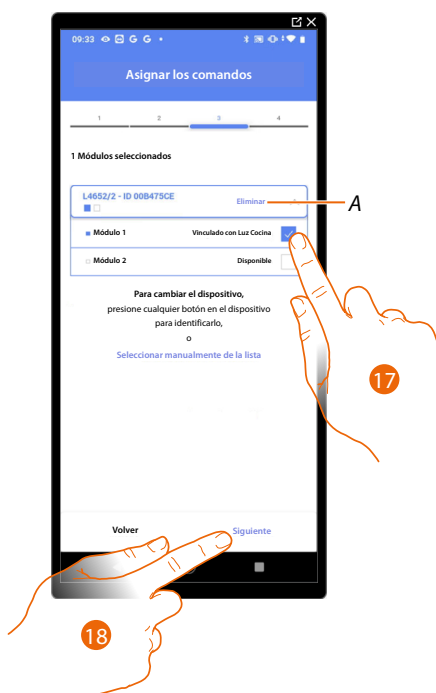 09:33 G G •
Asignar los comandos
1 2 3 4
1 Módulos seleccionados
L4652/2 - ID 00B475CE
Eliminar
A
Módulo 1 Vinculado con Luz Cocina
Módulo 2 Disponible
Para cambiar el dispositivo,
presione cualquier botón en el dispositivo
para identificarlo,
o
Seleccionar manualmente de la lista
17
Volver Siguiente
18